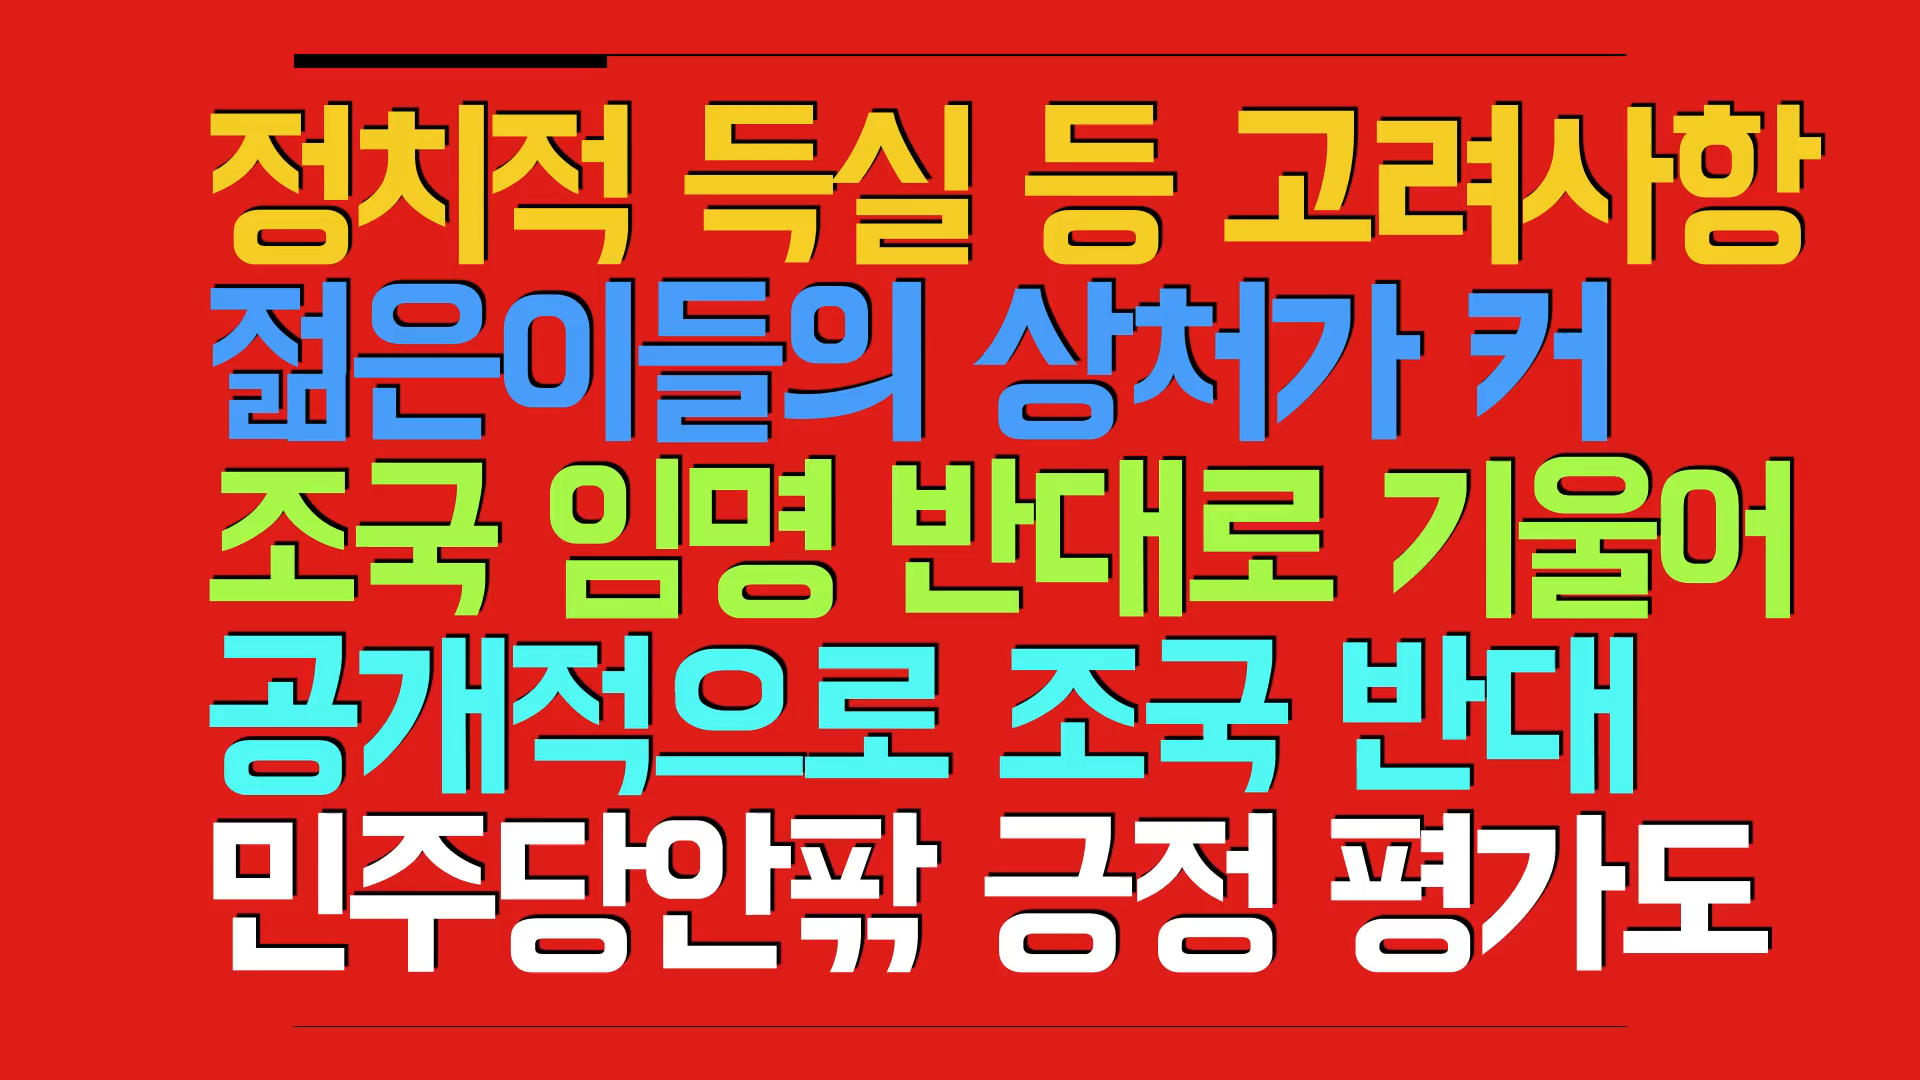 정치적 득실 등 고려사항
젊은이들의 상처가 커
조국 임명 반대로 기울어
공개적으로 조국 반대
민주당안팎 긍정 평가도